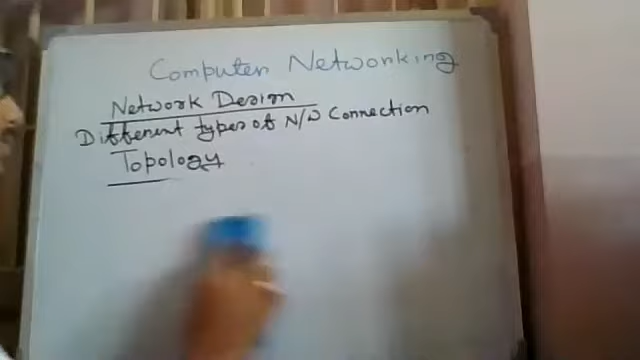 Computer Networking
Network Design
Different types of N/W Connection
Topology